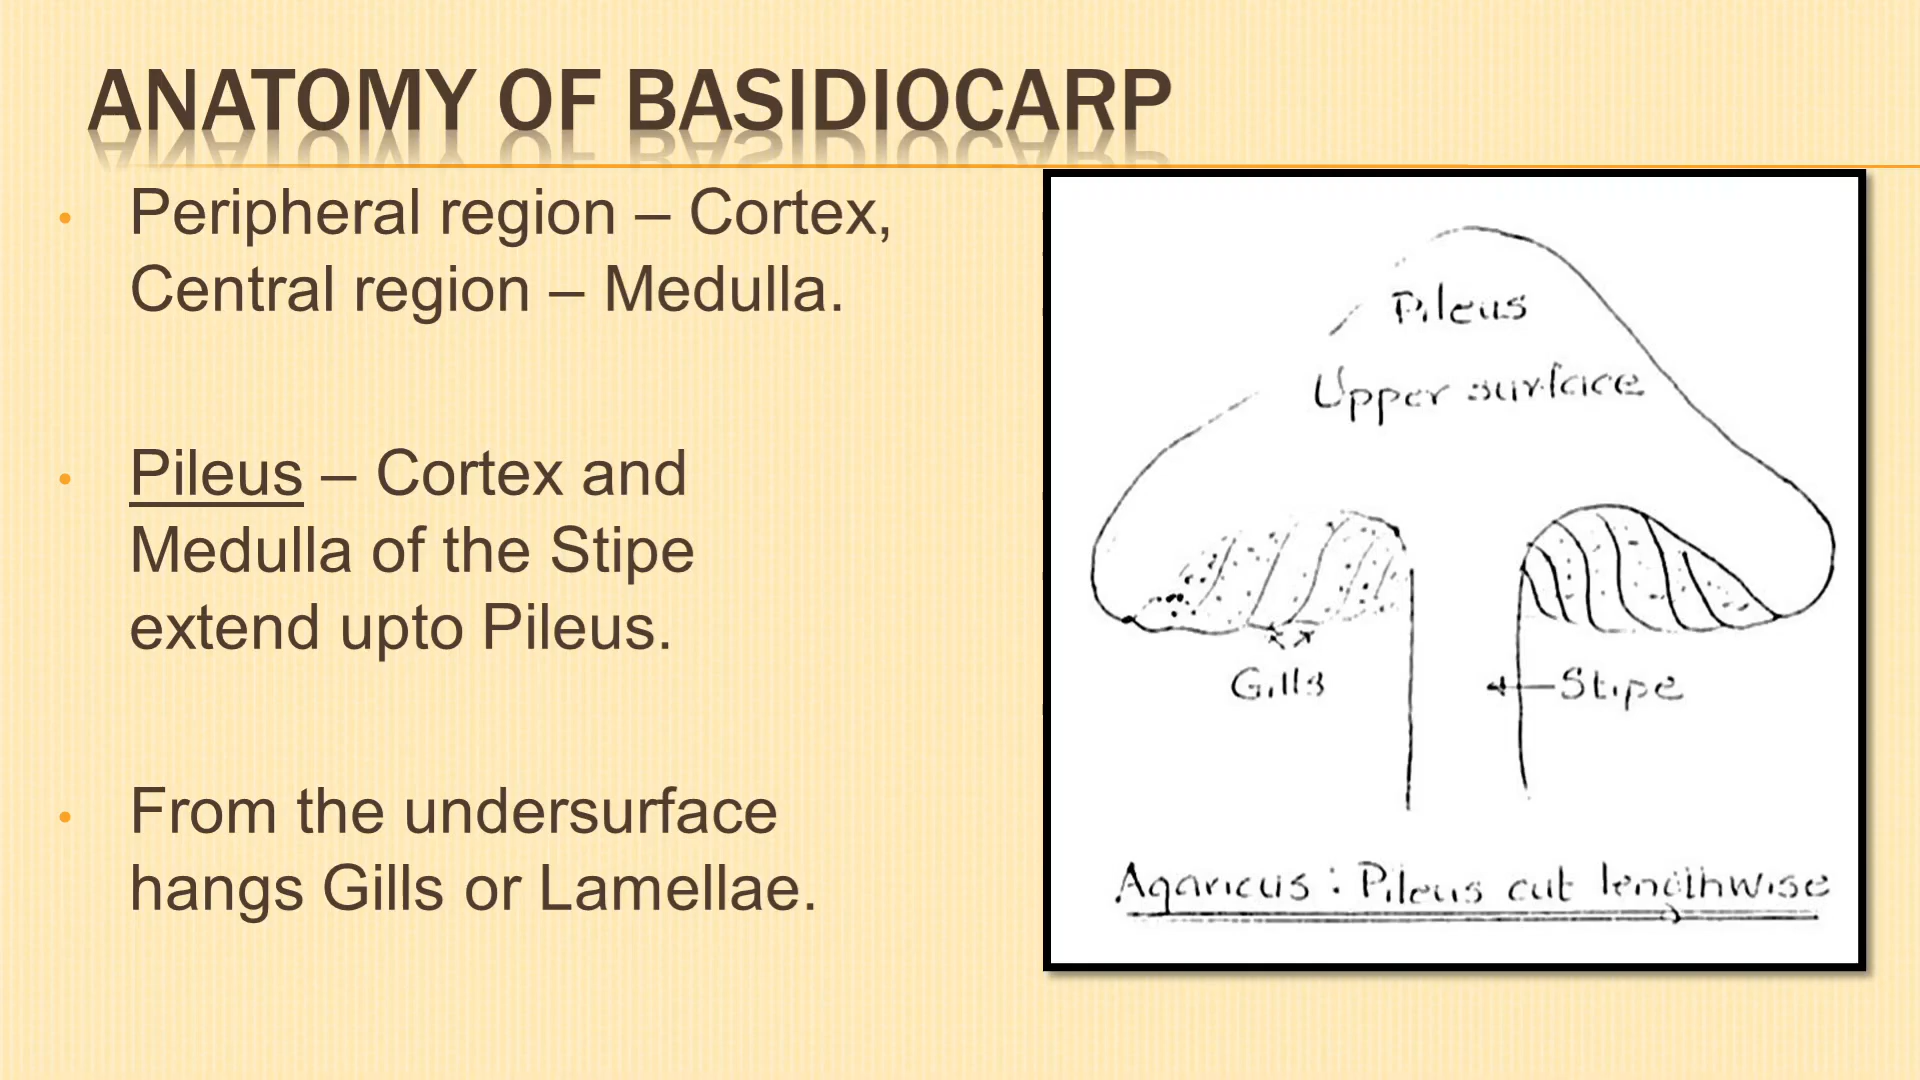 ANATOMY OF BASIDIOCARP
• Peripheral region – Cortex,
Central region – Medulla.
• Pileus – Cortex and
Medulla of the Stipe
extend upto Pileus.
• From the undersurface
hangs Gills or Lamellae.
Pileus
Upper surface
Gills
Stipe
Agaricus : Pileus cut lengthwise